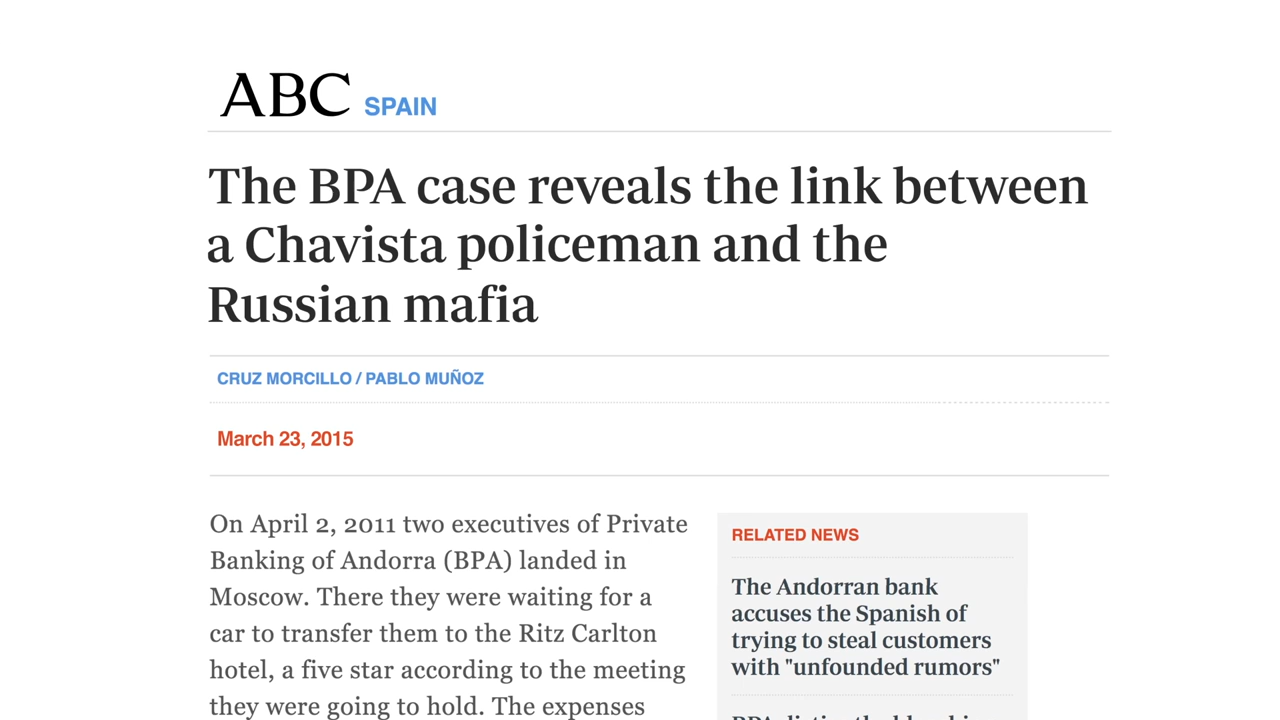 ABC SPAIN
The BPA case reveals the link between
a Chavista policeman and the
Russian mafia
CRUZ MORCILLO / PABLO MUÑOZ
March 23, 2015
On April 2, 2011 two executives of Private
Banking of Andorra (BPA) landed in
Moscow. There they were waiting for a
car to transfer them to the Ritz Carlton
hotel, a five star according to the meeting
they were going to hold. The expenses
RELATED NEWS
The Andorran bank
accuses the Spanish of
trying to steal customers
with "unfounded rumors"